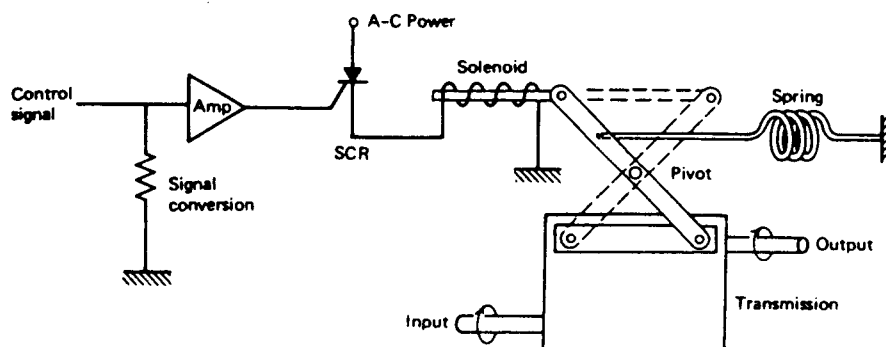 A-C Power
Solenoid
Control
signal
Amp
Spring
SCR
Pivot
Signal
conversion
Output
Transmission
Input